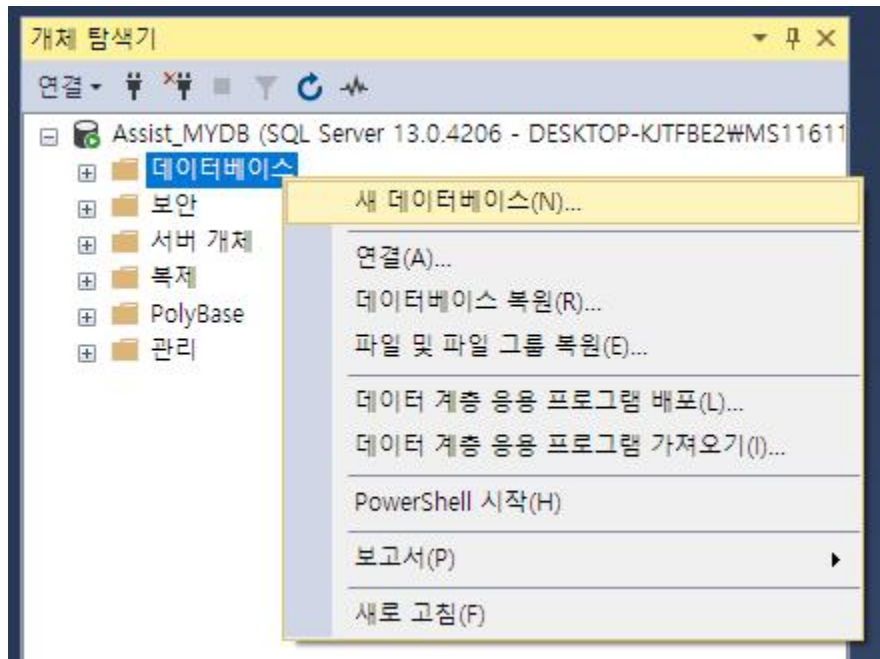 개체 탐색기
연결
Assist_MYDB (SQL Server 13.0.4206 - DESKTOP-KJTFBE2₩MS11611
데이터베이스
보안
서버 개체
복제
PolyBase
관리
새 데이터베이스(N)...
연결(A)...
데이터베이스 복원(R)...
파일 및 파일 그룹 복원(E)...
데이터 계층 응용 프로그램 배포(L)...
데이터 계층 응용 프로그램 가져오기(I)...
PowerShell 시작(H)
보고서(P)
새로 고침(F)